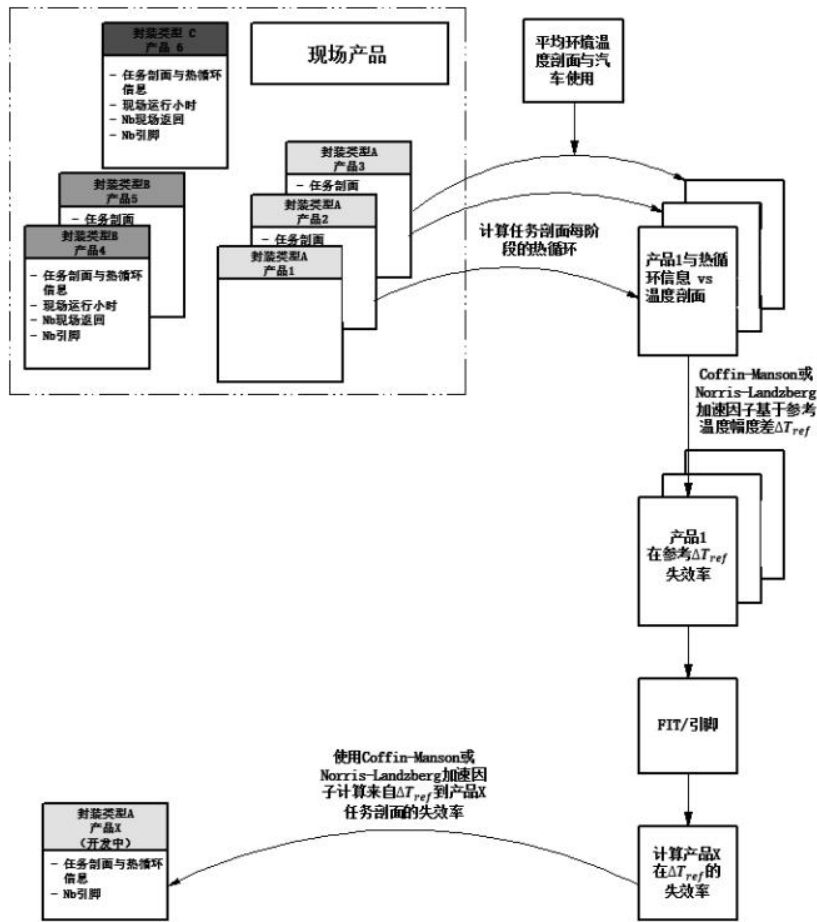 封装类型 C
产品 6
- 任务剖面与热循环
信息
- 现场运行小时
- Nb现场返回
- Nb引脚
现场产品
平均环境温
度剖面与汽
车使用
封装类型A
产品3
- 任务剖面
封装类型A
产品2
- 任务剖面
封装类型A
产品1
封装类型B
产品5
- 任务剖面
封装类型B
产品4
- 任务剖面与热循环
信息
- 现场运行小时
- Nb现场返回
- Nb引脚
计算任务剖面每阶
段的热循环
产品1与热循
环信息 vs
温度剖面
Coffin-Manson或
Norris-Landzberg
加速因子基于参考
温度幅度差ΔT_ref
产品1
在参考ΔT_ref
失效率
FIT/引脚
使用Coffin-Manson或
Norris-Landzberg加速因
子计算来自ΔT_ref到产品X
任务剖面的失效率
计算产品X
在ΔT_ref的
失效率
封装类型A
产品X
(开发中)
- 任务剖面与热循环
信息
- Nb引脚